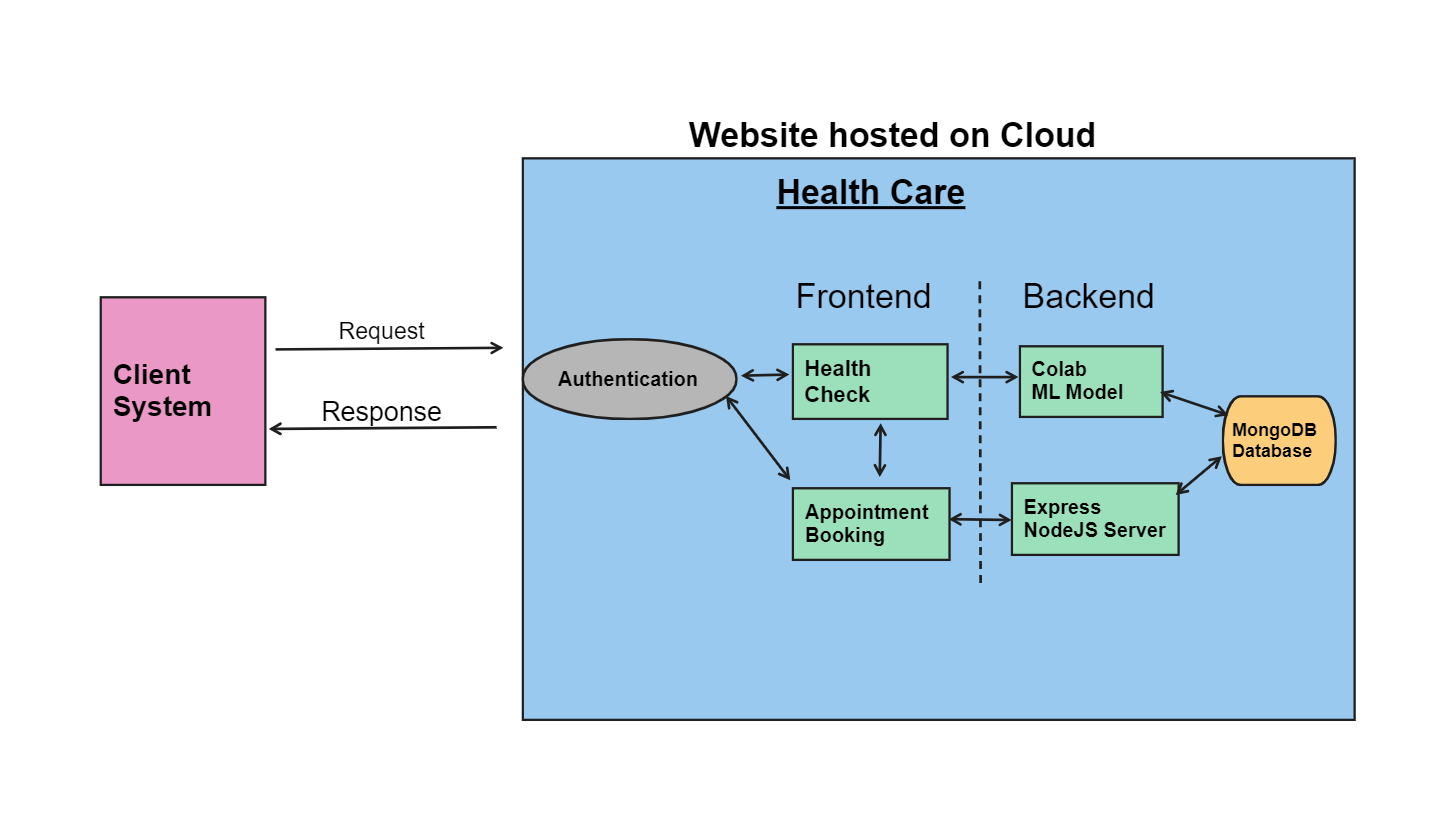 Website hosted on Cloud
Health Care
Frontend
Backend
Request
Response
Client
System
Authentication
Health
Check
Colab
ML Model
MongoDB
Database
Appointment
Booking
Express
NodeJS Server